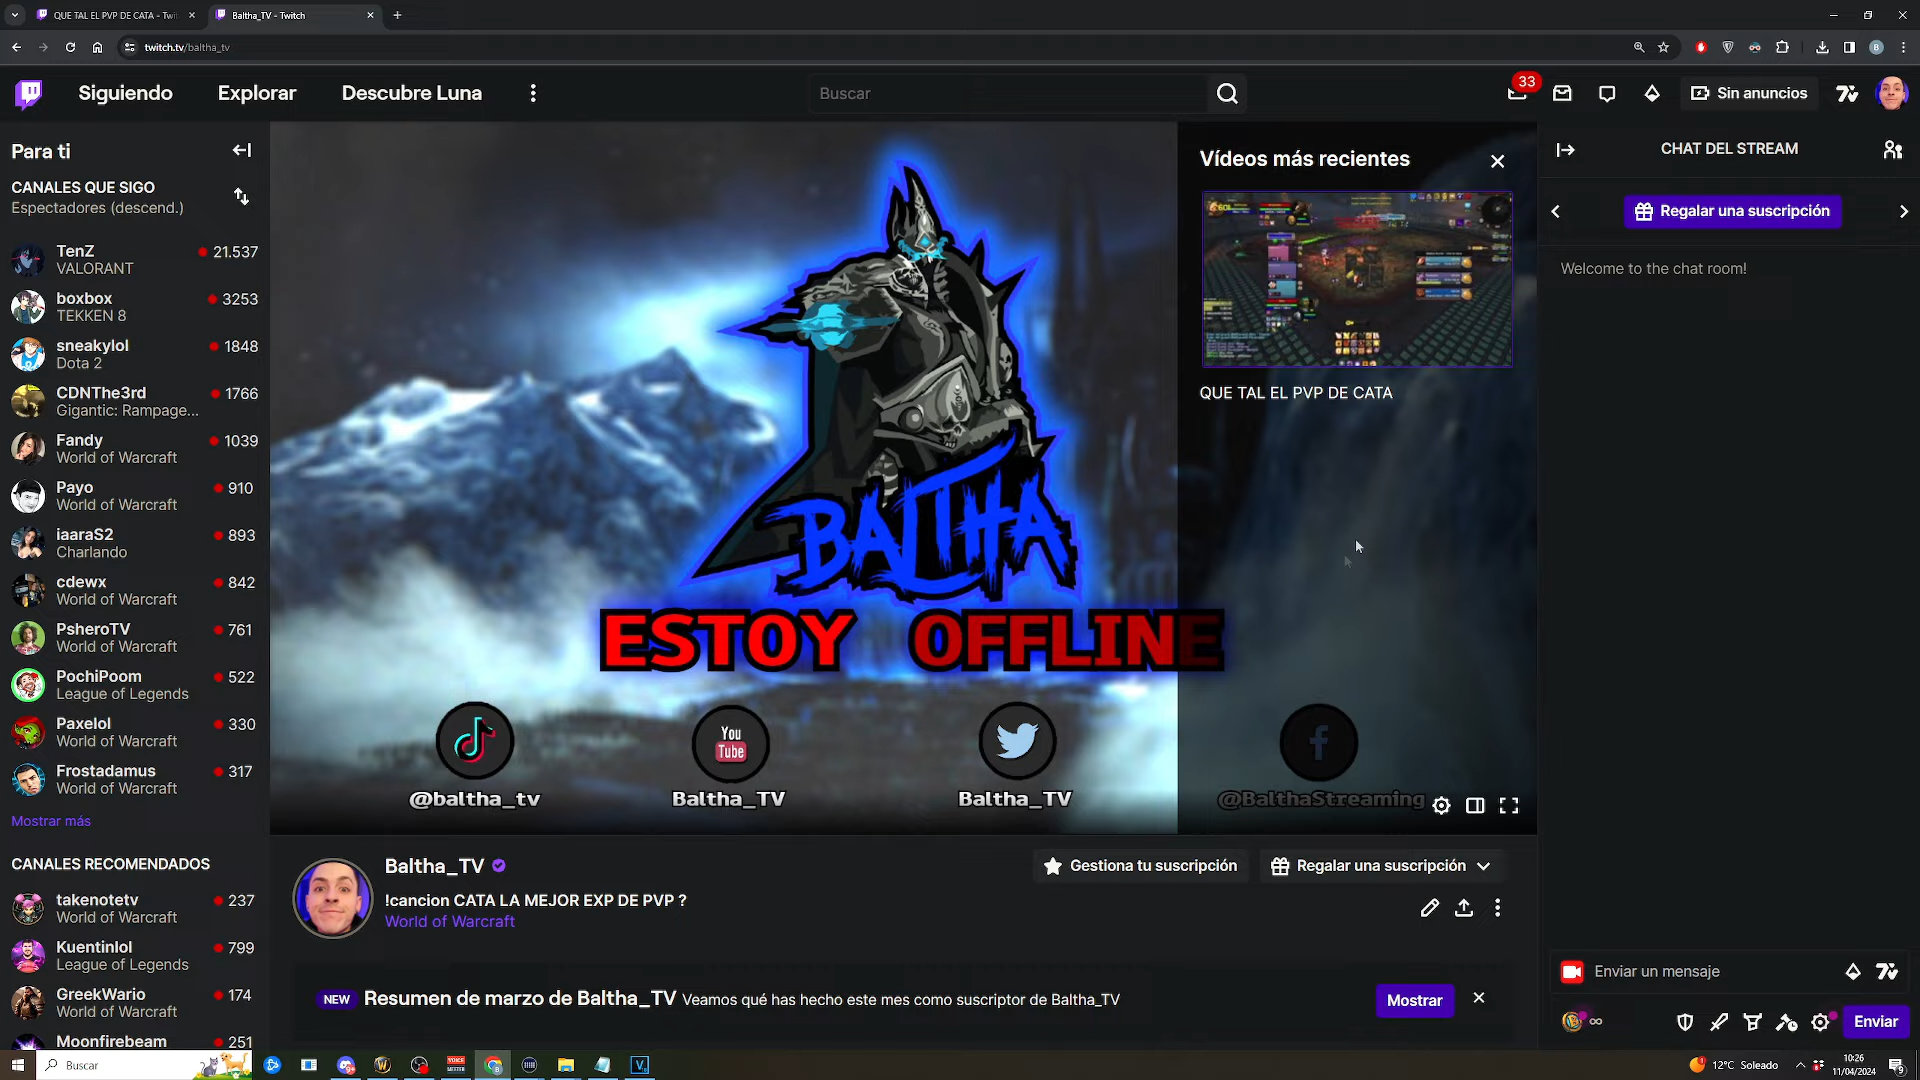 QUE TAL EL PVP DE CATA - Twi
Baltha_TV - Twitch
twitch.tv/baltha_tv
B
Siguiendo
Explorar
Descubre Luna
Buscar
33
Sin anuncios
Para ti
CANALES QUE SIGO
Espectadores (descend.)
TenZ
21.537
VALORANT
boxbox
3253
TEKKEN 8
sneakylol
1848
Dota 2
CDNThe3rd
1766
Gigantic: Rampage...
Fandy
1039
World of Warcraft
Payo
910
World of Warcraft
iaaraS2
893
Charlando
cdewx
842
World of Warcraft
PsheroTV
761
World of Warcraft
PochiPoom
522
League of Legends
Paxelol
330
World of Warcraft
Frostadamus
317
World of Warcraft
Mostrar más
CANALES RECOMENDADOS
takenotetv
237
World of Warcraft
Kuentinlol
799
League of Legends
GreekWario
174
World of Warcraft
Moonfirebeam
251
BALTHA
ESTOY OFFLINE
You
Tube
@baltha_tv
Baltha_TV
Baltha_TV
@BalthaStreaming
Vídeos más recientes
QUE TAL EL PVP DE CATA
Baltha_TV
!cancion CATA LA MEJOR EXP DE PVP ?
World of Warcraft
Gestiona tu suscripción
Regalar una suscripción
NEW
Resumen de marzo de Baltha_TV Veamos qué has hecho este mes como suscriptor de Baltha_TV
Mostrar
CHAT DEL STREAM
Regalar una suscripción
Welcome to the chat room!
Enviar un mensaje
Enviar
Buscar
12°C Soleado
10:26
11/04/2024